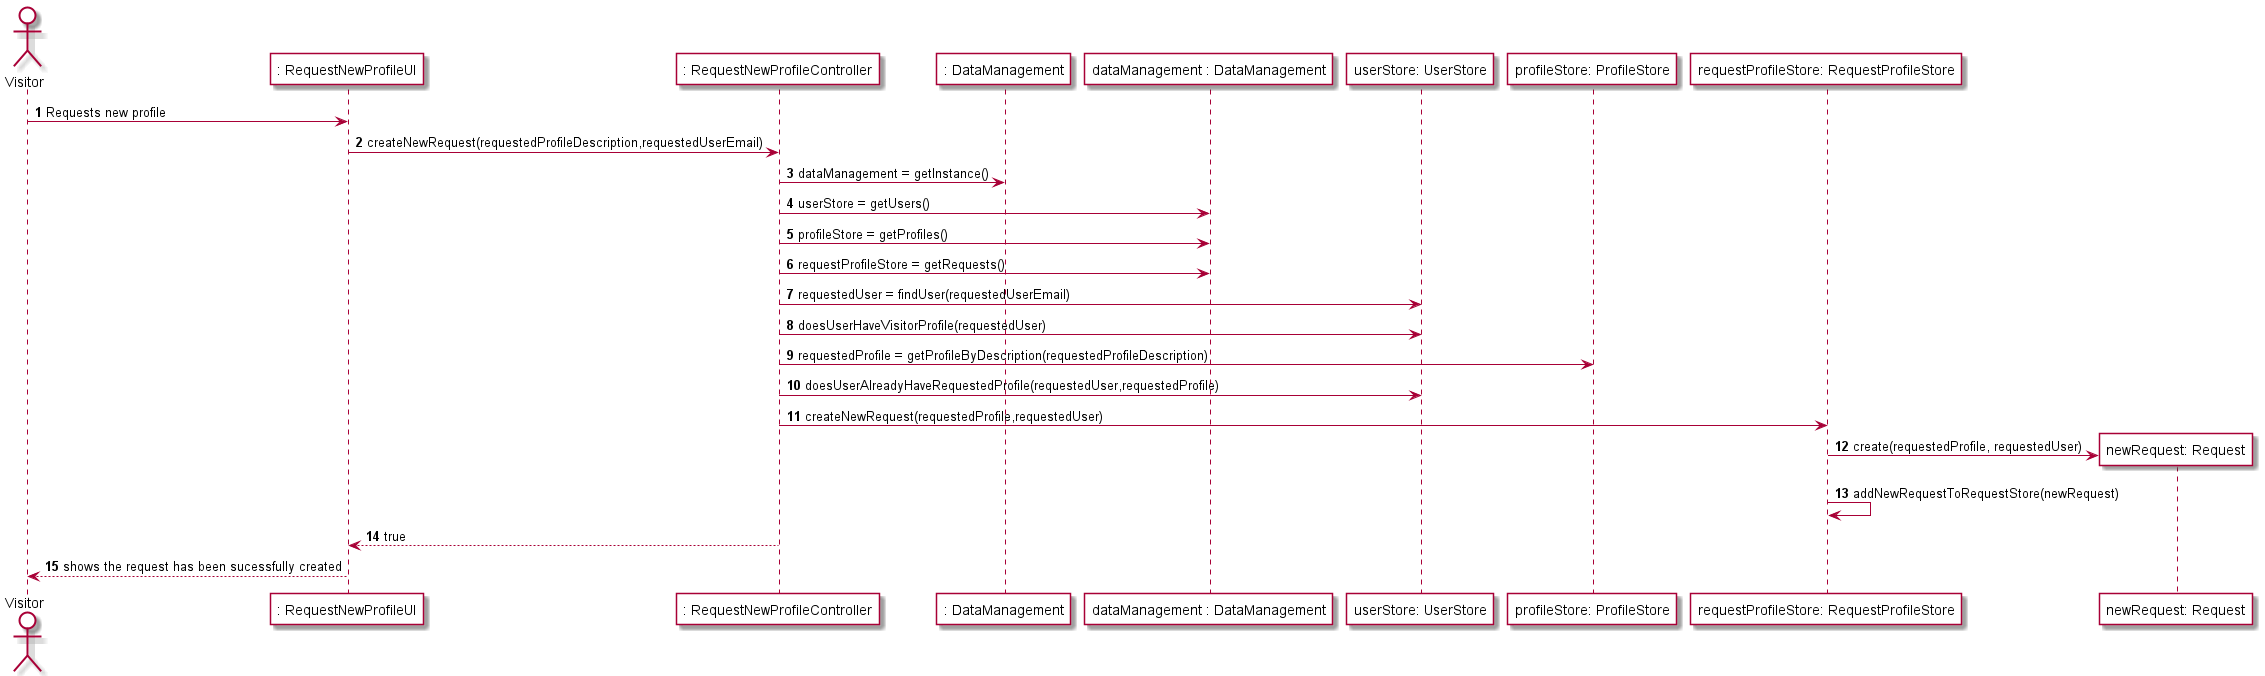 Visitor
: RequestNewProfileUI
: RequestNewProfileController
: DataManagement
dataManagement : DataManagement
userStore: UserStore
profileStore: ProfileStore
requestProfileStore: RequestProfileStore
1 Requests new profile
2 createNewRequest(requestedProfileDescription,requestedUserEmail)
3 dataManagement = getInstance()
4 userStore = getUsers()
5 profileStore = getProfiles()
6 requestProfileStore = getRequests()
7 requestedUser = findUser(requestedUserEmail)
8 doesUserHaveVisitorProfile(requestedUser)
9 requestedProfile = getProfileByDescription(requestedProfileDescription)
10 doesUserAlreadyHaveRequestedProfile(requestedUser,requestedProfile)
11 createNewRequest(requestedProfile,requestedUser)
12 create(requestedProfile, requestedUser)
newRequest: Request
13 addNewRequestToRequestStore(newRequest)
14 true
15 shows the request has been sucessfully created
Visitor
: RequestNewProfileUI
: RequestNewProfileController
: DataManagement
dataManagement : DataManagement
userStore: UserStore
profileStore: ProfileStore
requestProfileStore: RequestProfileStore
newRequest: Request